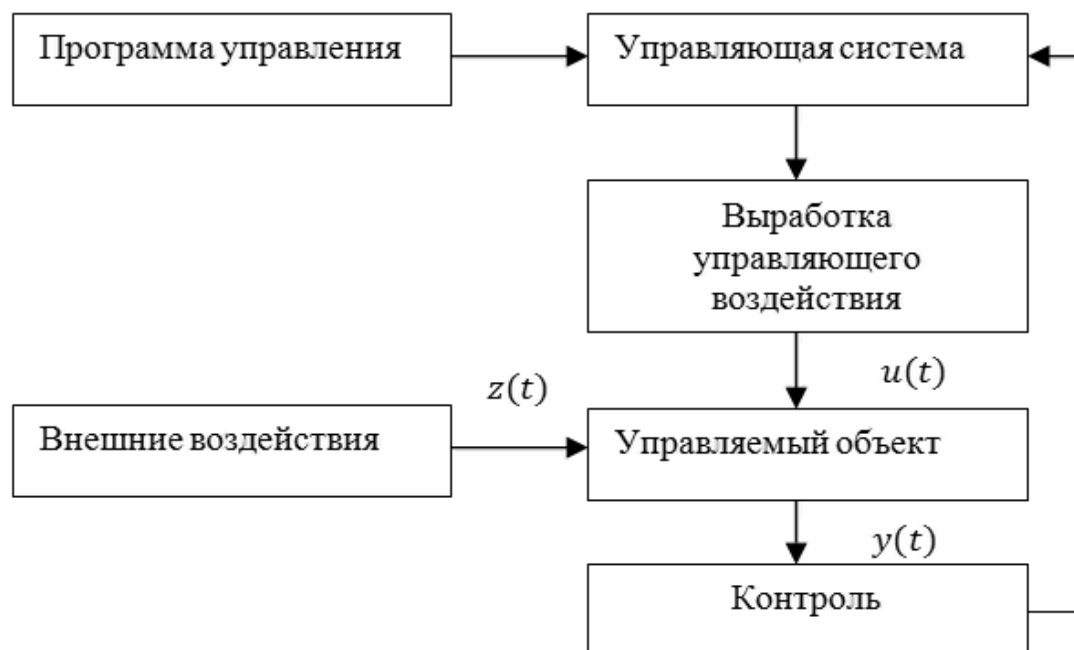 Программа управления
Управляющая система
Выработка
управляющего
воздействия
u(t)
z(t)
Внешние воздействия
Управляемый объект
y(t)
Контроль